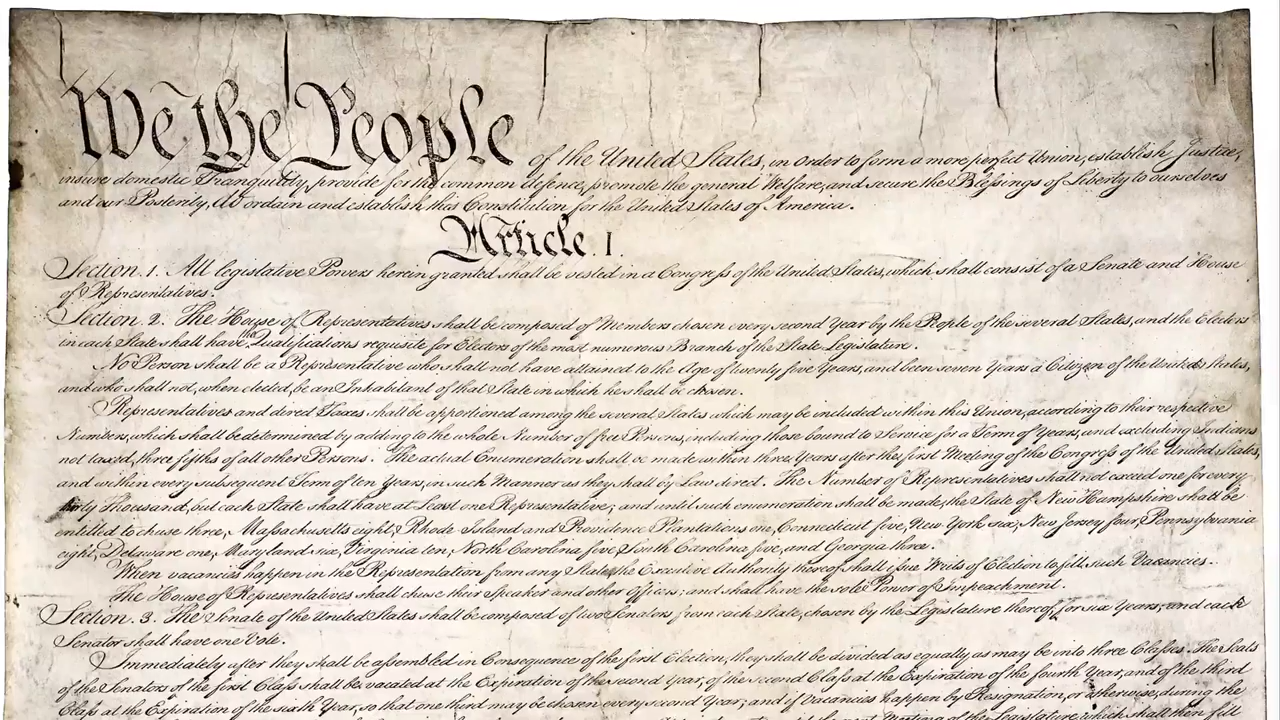 We the People of the United States, in Order to form a more perfect Union, establish Justice,
insure domestic Tranquility, provide for the common defence, promote the general Welfare, and secure the Blessings of Liberty to ourselves
and our Posterity, do ordain and establish this Constitution for the United States of America.
Article. I.
Section. 1. All legislative Powers herein granted shall be vested in a Congress of the United States, which shall consist of a Senate and House
of Representatives.
Section. 2. The House of Representatives shall be composed of Members chosen every second Year by the People of the several States, and the Electors
in each State shall have the Qualifications requisite for Electors of the most numerous Branch of the State Legislature.
No Person shall be a Representative who shall not have attained to the Age of twenty five Years, and been seven Years a Citizen of the United States,
and who shall not, when elected, be an Inhabitant of that State in which he shall be chosen.
Representatives and direct Taxes shall be apportioned among the several States which may be included within this Union, according to their respective
Numbers, which shall be determined by adding to the whole Number of free Persons, including those bound to Service for a Term of Years, and excluding Indians
not taxed, three fifths of all other Persons. The actual Enumeration shall be made within three Years after the first Meeting of the Congress of the United States,
and within every subsequent Term of ten Years, in such Manner as they shall by Law direct. The Number of Representatives shall not exceed one for every
thirty Thousand, but each State shall have at Least one Representative; and until such enumeration shall be made, the State of New Hampshire shall be
entitled to chuse three, Massachusetts eight, Rhode Island and Providence Plantations one, Connecticut five, New York six, New Jersey four, Pennsylvania
eight, Delaware one, Maryland six, Virginia ten, North Carolina five, South Carolina five, and Georgia three.
When vacancies happen in the Representation from any State, the Executive Authority thereof shall issue Writs of Election to fill such Vacancies.
The House of Representatives shall chuse their Speaker and other Officers; and shall have the sole Power of Impeachment.
Section. 3. The Senate of the United States shall be composed of two Senators from each State, chosen by the Legislature thereof, for six Years; and each
Senator shall have one Vote.
Immediately after they shall be assembled in Consequence of the first Election, they shall be divided as equally as may be into three Classes. The Seats
of the Senators of the first Class shall be vacated at the Expiration of the second Year, of the second Class at the Expiration of the fourth Year, and of the third
Class at the Expiration of the sixth Year, so that one third may be chosen every second Year; and if Vacancies happen by Resignation, or otherwise, during the
Meeting of the Legislature, which shall then fill